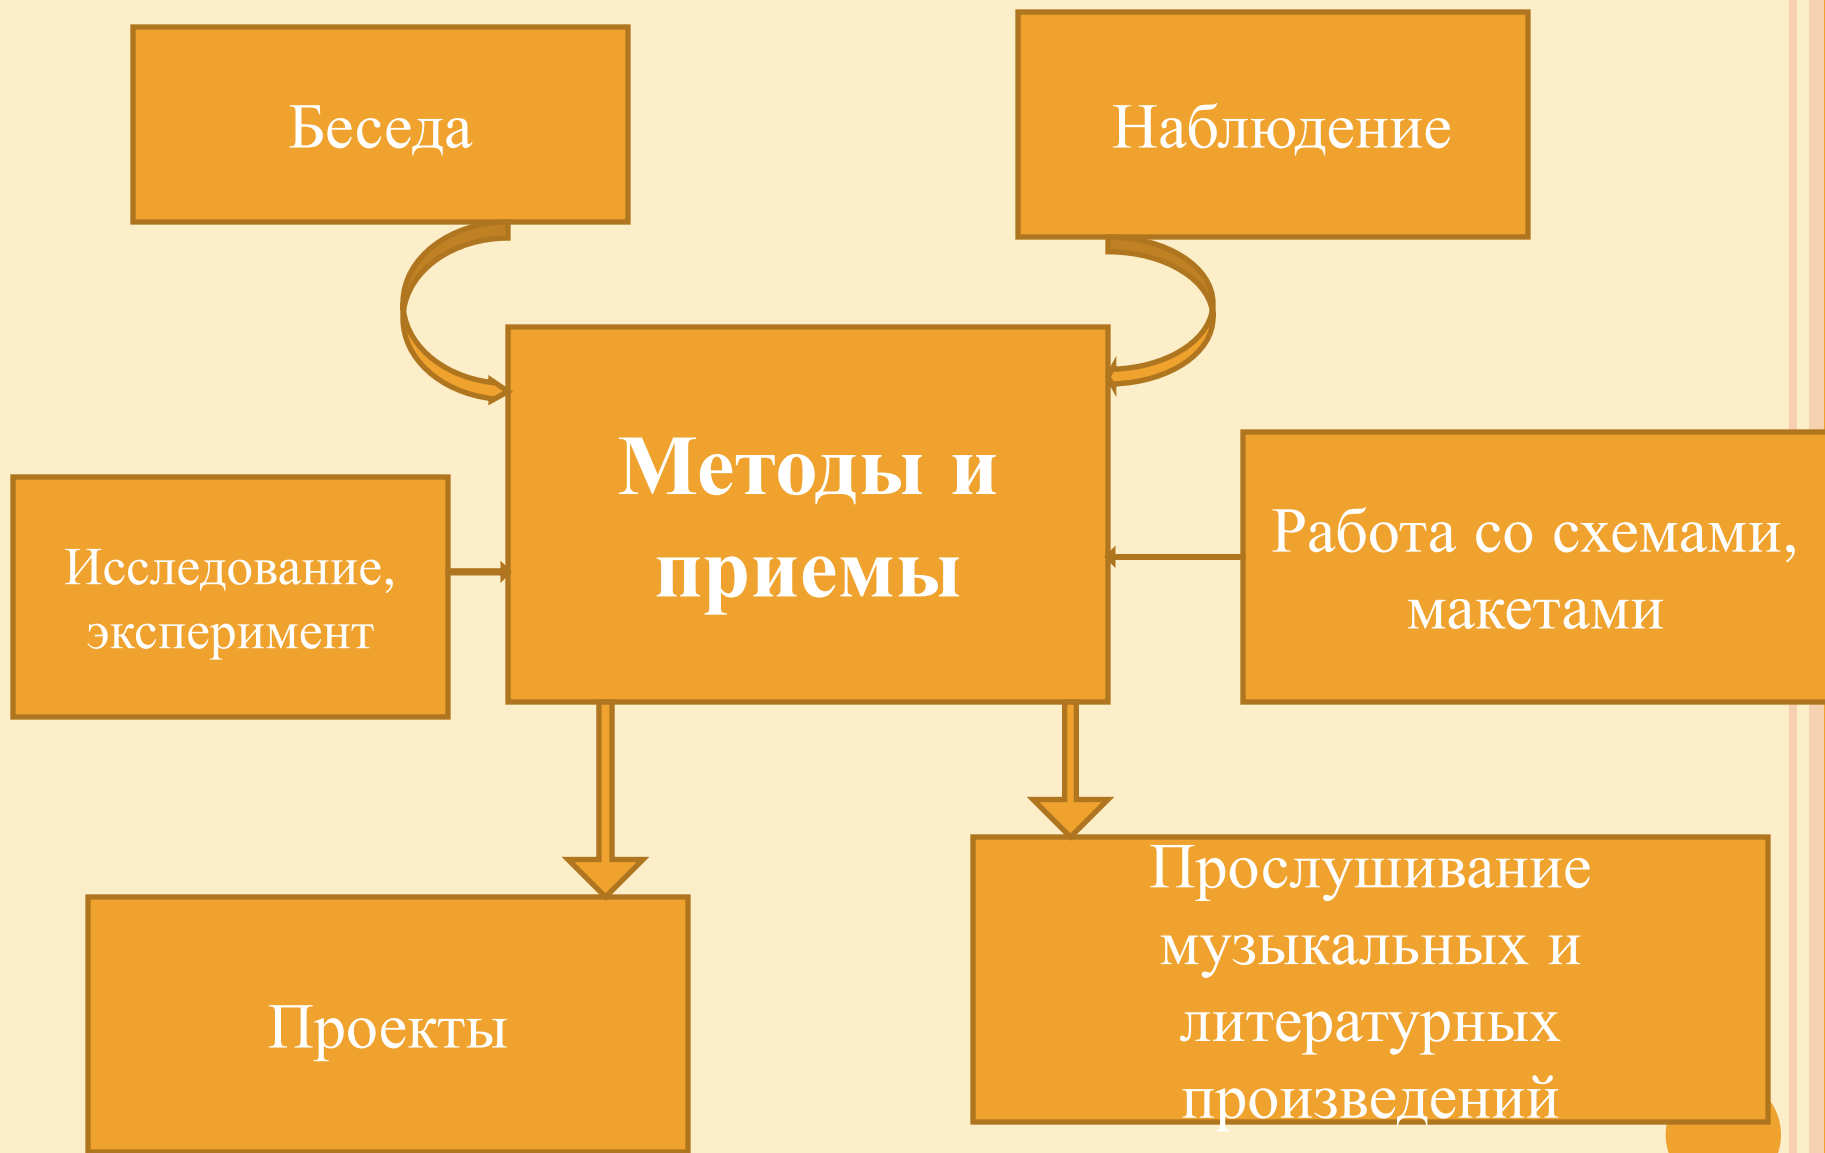 Беседа
Наблюдение
Методы и
приемы
Исследование,
эксперимент
Работа со схемами,
макетами
Проекты
Прослушивание
музыкальных и
литературных
произведений